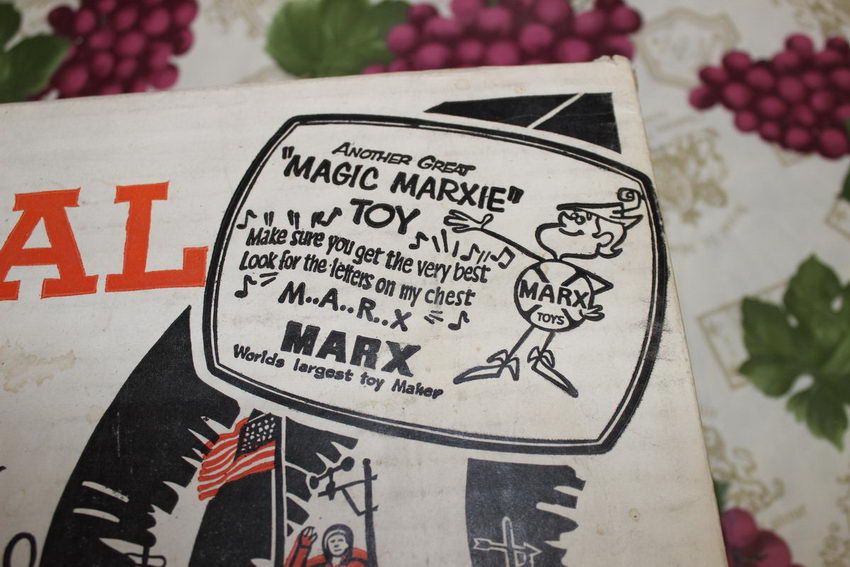 AL
ANOTHER GREAT
"MAGIC MARXIE"
TOY
Make sure you get the very best
Look for the letters on my chest
M..A..R..X
MARX
Worlds largest toy Maker
MARX
TOYS